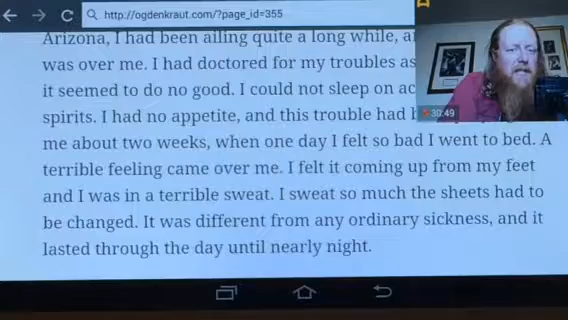 http://ogdenkraut.com/?page_id=355
Arizona, I had been ailing quite a long while,
was over me. I had doctored for my troubles as
it seemed to do no good. I could not sleep on
spirits. I had no appetite, and this trouble had
30:49
me about two weeks, when one day I felt so bad I went to bed. A
terrible feeling came over me. I felt it coming up from my feet
and I was in a terrible sweat. I sweat so much the sheets had to
be changed. It was different from any ordinary sickness, and it
lasted through the day until nearly night.